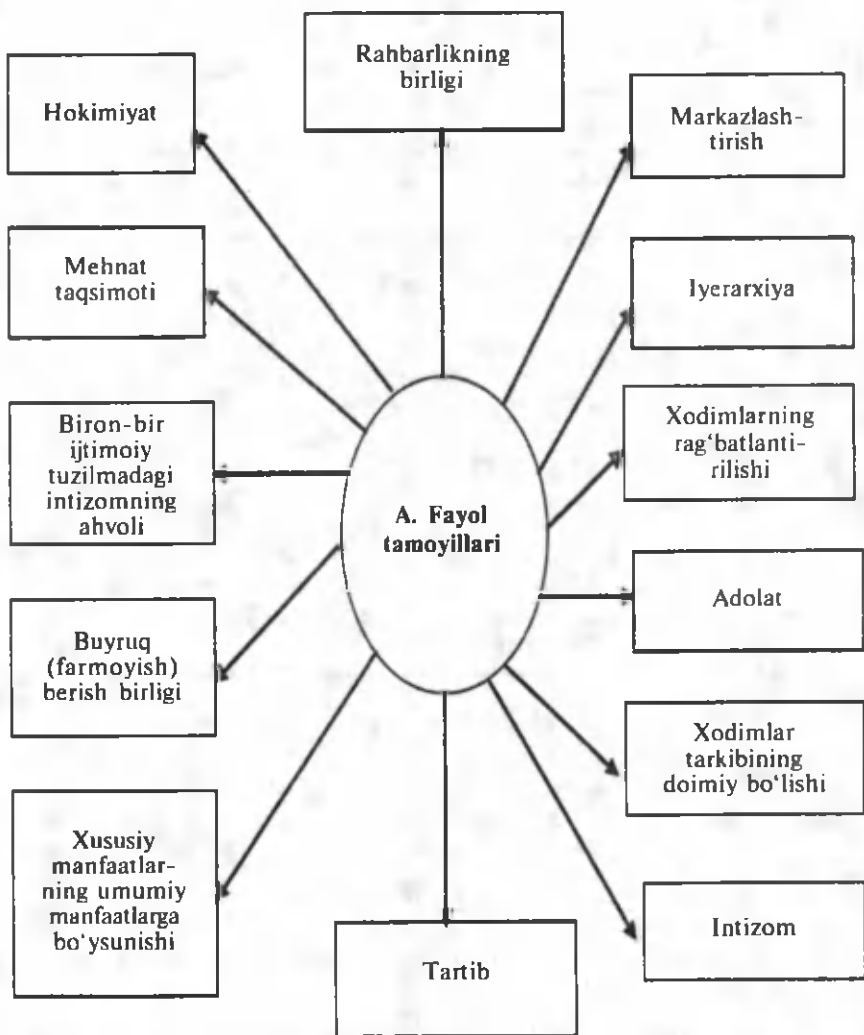 Rahbarlikning
birligi
Hokimiyat
Markazlash-
tirish
Mehnat
taqsimoti
Iyerarxiya
Biron-bir
ijtimoiy
tuzilmadagi
intizomning
ahvoli
Xodimlarning
rag‘batlanti-
rilishi
A. Fayol
tamoyillari
Adolat
Buyruq
(farmoyish)
berish birligi
Xodimlar
tarkibining
doimiy bo‘lishi
Xususiy
manfaatlar-
ning umumiy
manfaatlarga
bo‘ysunishi
Intizom
Tartib